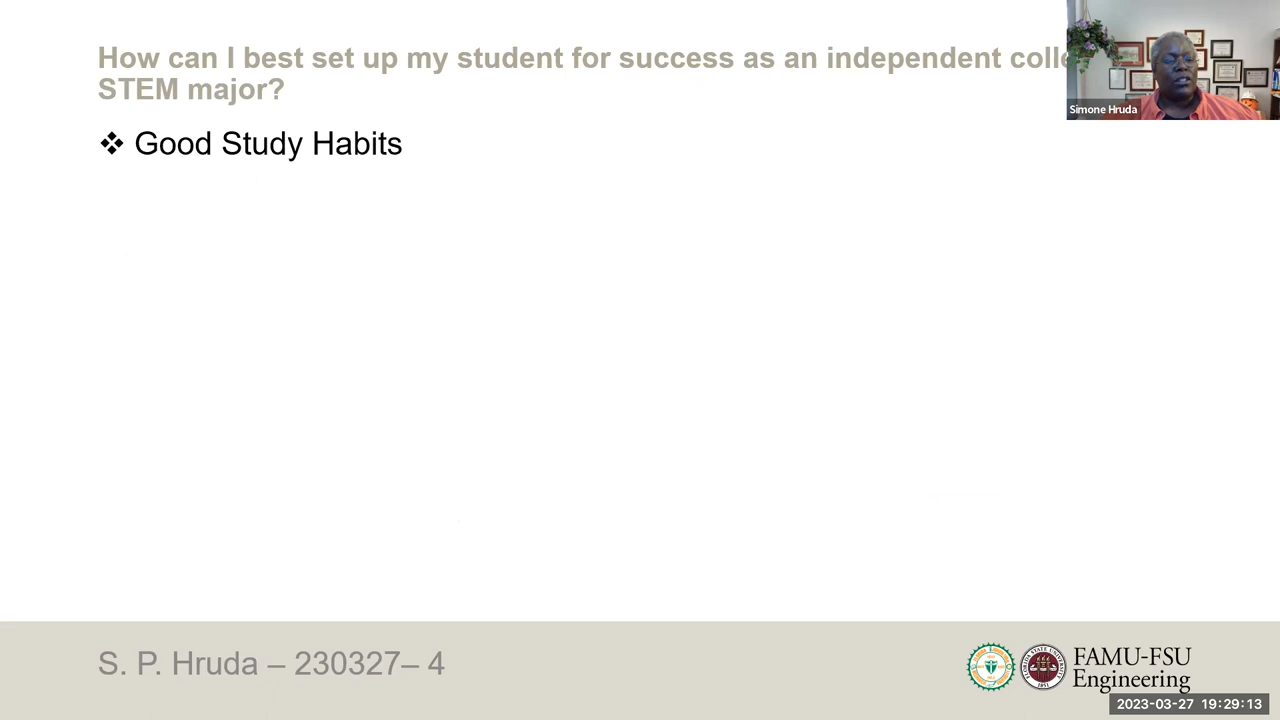 How can I best set up my student for success as an independent
STEM major?
❖ Good Study Habits
Simone Hruda
S. P. Hruda – 230327– 4
FAMU-FSU
Engineering
2023-03-27 19:29:13